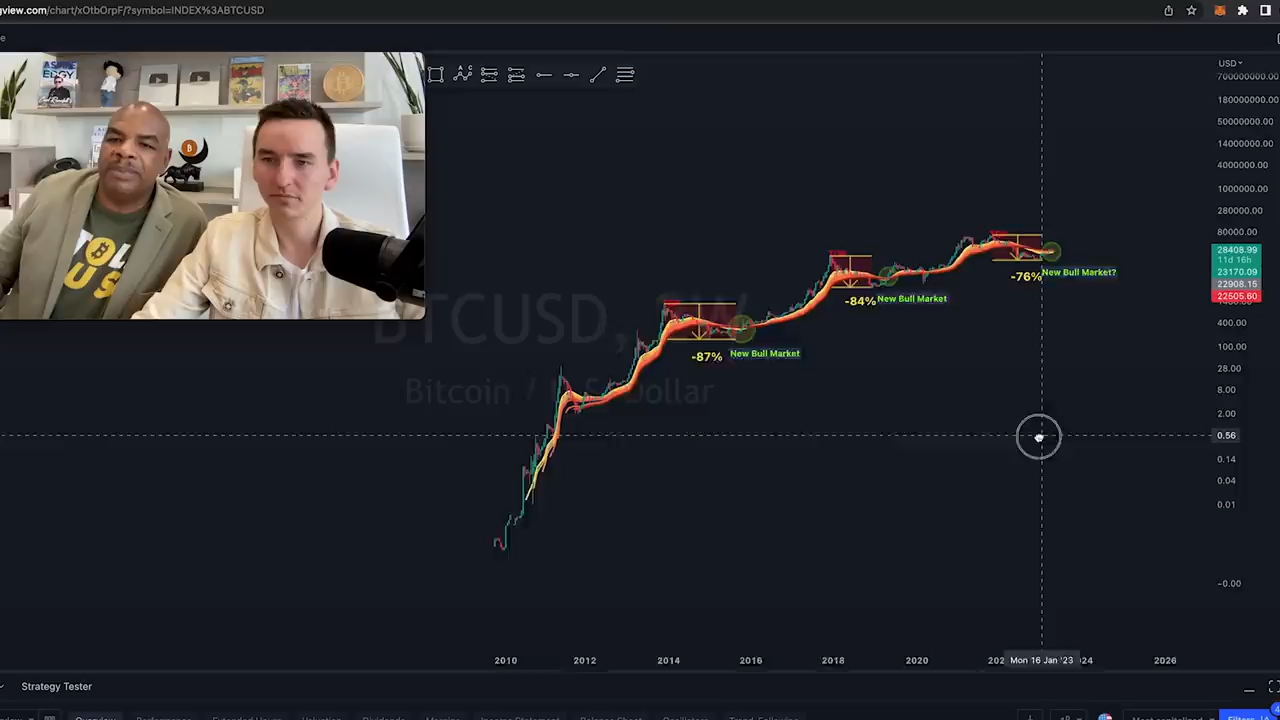 gview.com/chart/xOtbOrpF/?symbol=INDEX%3ABTCUSD
USD
700000000.00
180000000.00
50000000.00
14000000.00
4000000.00
1000000.00
280000.00
80000.00
28408.99
11d 16h
23170.09
22908.15
22505.60
400.00
100.00
28.00
8.00
2.00
0.56
0.14
0.04
0.01
-0.00
-76%
New Bull Market?
-84%
New Bull Market
-87%
New Bull Market
BTCUSD,
Bitcoin / U.S. Dollar
2010
2012
2014
2016
2018
2020
Mon 16 Jan '23
2026
Strategy Tester
Overview